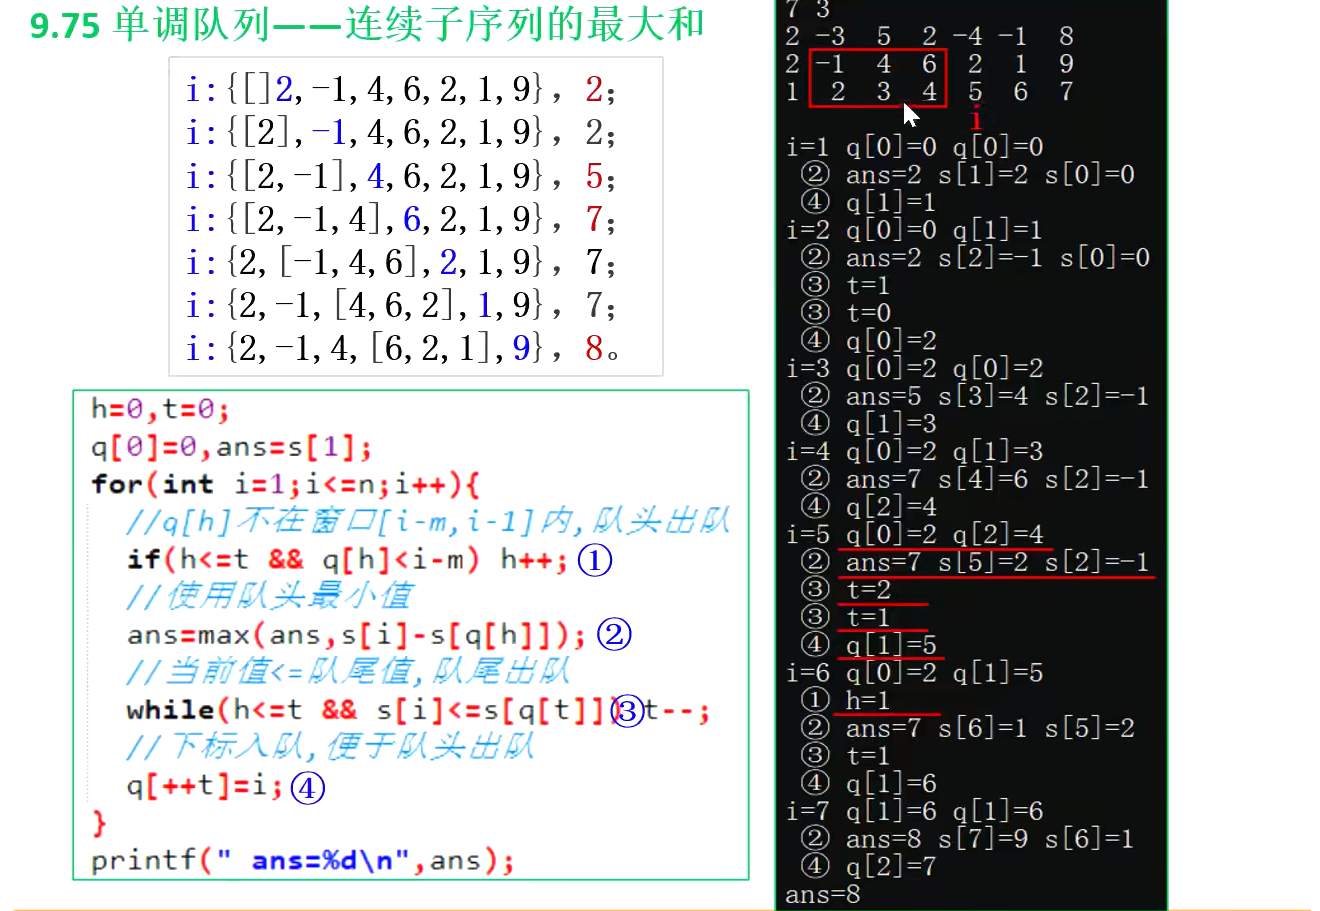 9.75 单调队列——连续子序列的最大和
i:{[]2,-1,4,6,2,1,9}，2;
i:{[2],-1,4,6,2,1,9}，2;
i:{[2,-1],4,6,2,1,9}，5;
i:{[2,-1,4],6,2,1,9}，7;
i:{2,[-1,4,6],2,1,9}，7;
i:{2,-1,[4,6,2],1,9}，7;
i:{2,-1,4,[6,2,1],9}，8。
h=0,t=0;
q[0]=0,ans=s[1];
for(int i=1;i<=n;i++){
//q[h]不在窗口[i-m,i-1]内,队头出队
if(h<=t && q[h]<i-m) h++; ①
//使用队头最小值
ans=max(ans,s[i]-s[q[h]]); ②
//当前值<=队尾值,队尾出队
while(h<=t && s[i]<=s[q[t]]) ③ t--;
//下标入队,便于队头出队
q[++t]=i; ④
}
printf(" ans=%d\n",ans);
7 3
2 -3 5 2 -4 -1 8
2 -1 4 6 2 1 9
1 2 3 4 5 6 7
i
i=1 q[0]=0 q[0]=0
② ans=2 s[1]=2 s[0]=0
④ q[1]=1
i=2 q[0]=0 q[1]=1
② ans=2 s[2]=-1 s[0]=0
③ t=1
③ t=0
④ q[0]=2
i=3 q[0]=2 q[0]=2
② ans=5 s[3]=4 s[2]=-1
④ q[1]=3
i=4 q[0]=2 q[1]=3
② ans=7 s[4]=6 s[2]=-1
④ q[2]=4
i=5 q[0]=2 q[2]=4
② ans=7 s[5]=2 s[2]=-1
③ t=2
③ t=1
④ q[1]=5
i=6 q[0]=2 q[1]=5
① h=1
② ans=7 s[6]=1 s[5]=2
③ t=1
④ q[1]=6
i=7 q[1]=6 q[1]=6
② ans=8 s[7]=9 s[6]=1
④ q[2]=7
ans=8